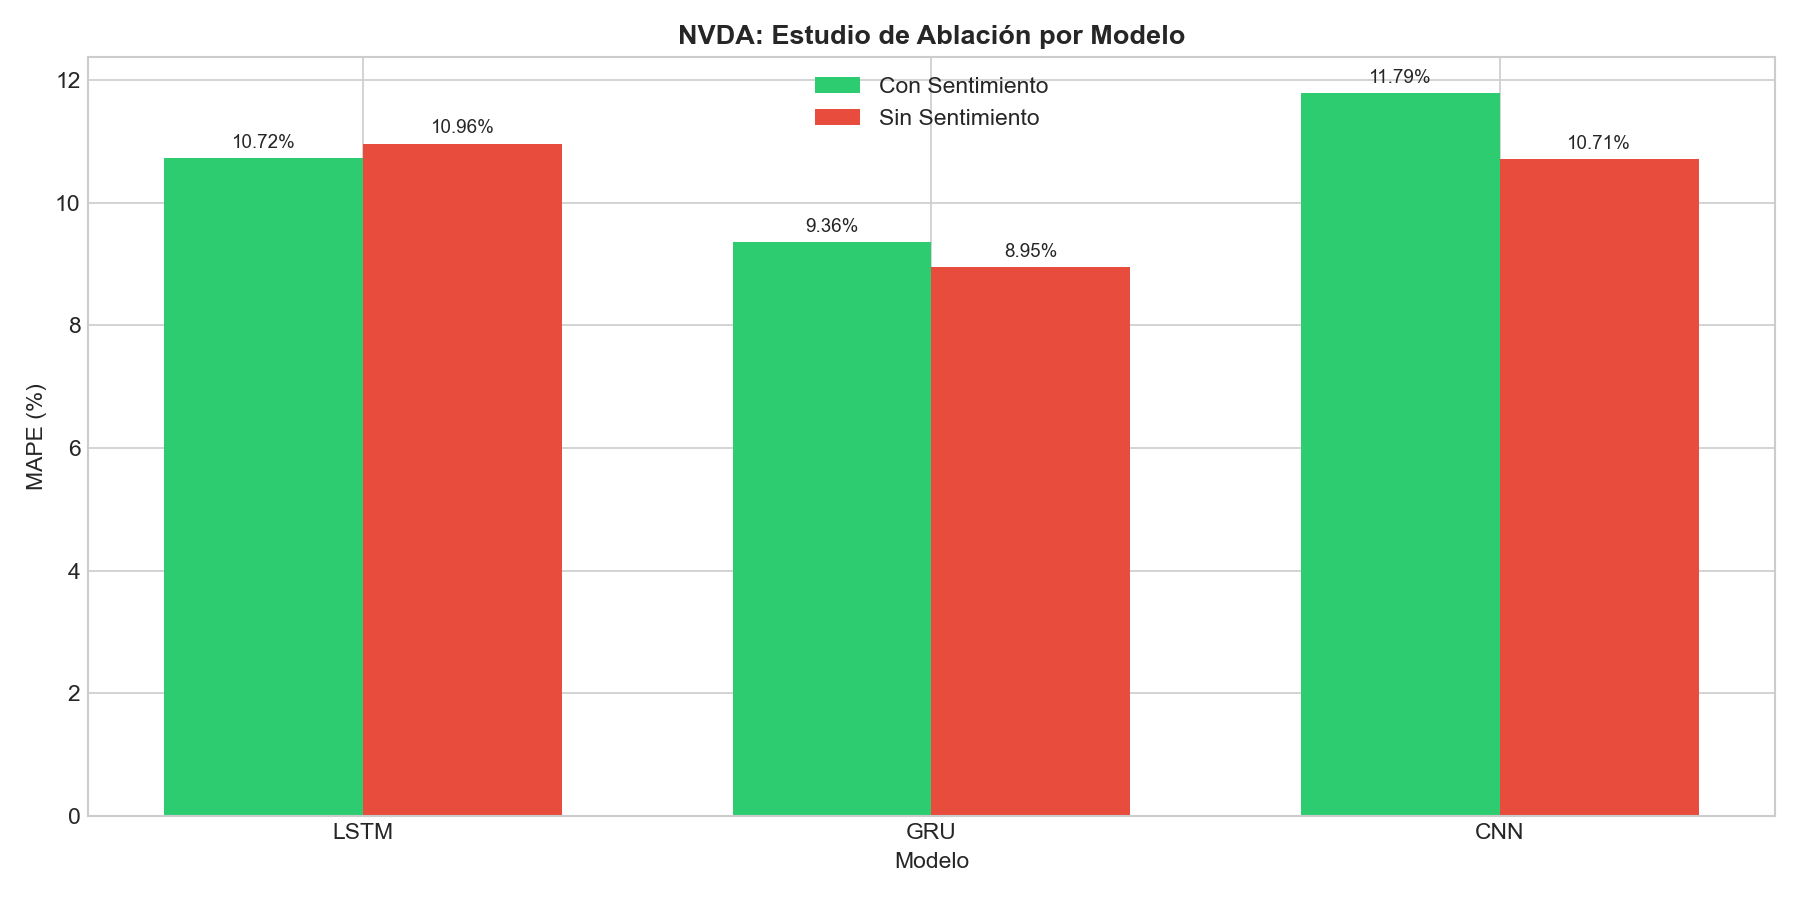 NVDA: Estudio de Ablación por Modelo
Con Sentimiento
Sin Sentimiento
MAPE (%)
12
10
8
6
4
2
0
10.72%
10.96%
9.36%
8.95%
11.79%
10.71%
LSTM
GRU
CNN
Modelo